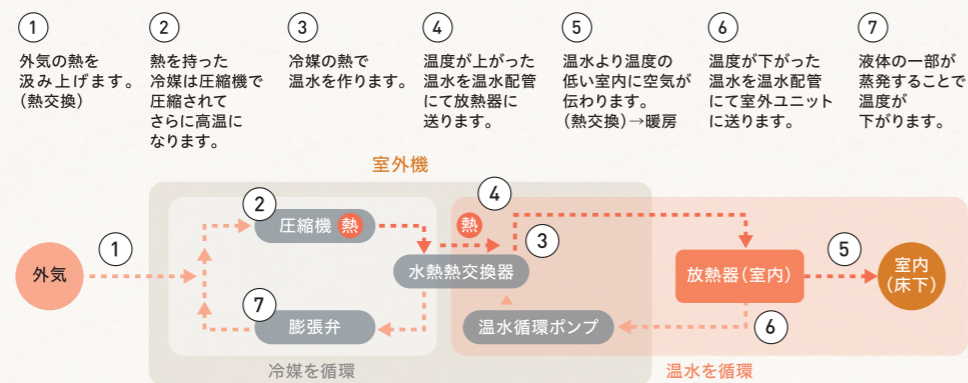 ①
外気の熱を
汲み上げます。
(熱交換)
②
熱を持った
冷媒は圧縮機で
圧縮されて
さらに高温に
なります。
③
冷媒の熱で
温水を作ります。
④
温度が上がった
温水を温水配管
にて放熱器に
送ります。
⑤
温水より温度の
低い室内に空気が
伝わります。
(熱交換)→暖房
⑥
温度が下がった
温水を温水配管
にて室外ユニット
に送ります。
⑦
液体の一部が
蒸発することで
温度が
下がります。
室外機
④
②
圧縮機 熱
熱
③
①
⑤
外気
水熱熱交換器
放熱器(室内)
室内
(床下)
⑦
膨張弁
温水循環ポンプ
⑥
冷媒を循環
温水を循環